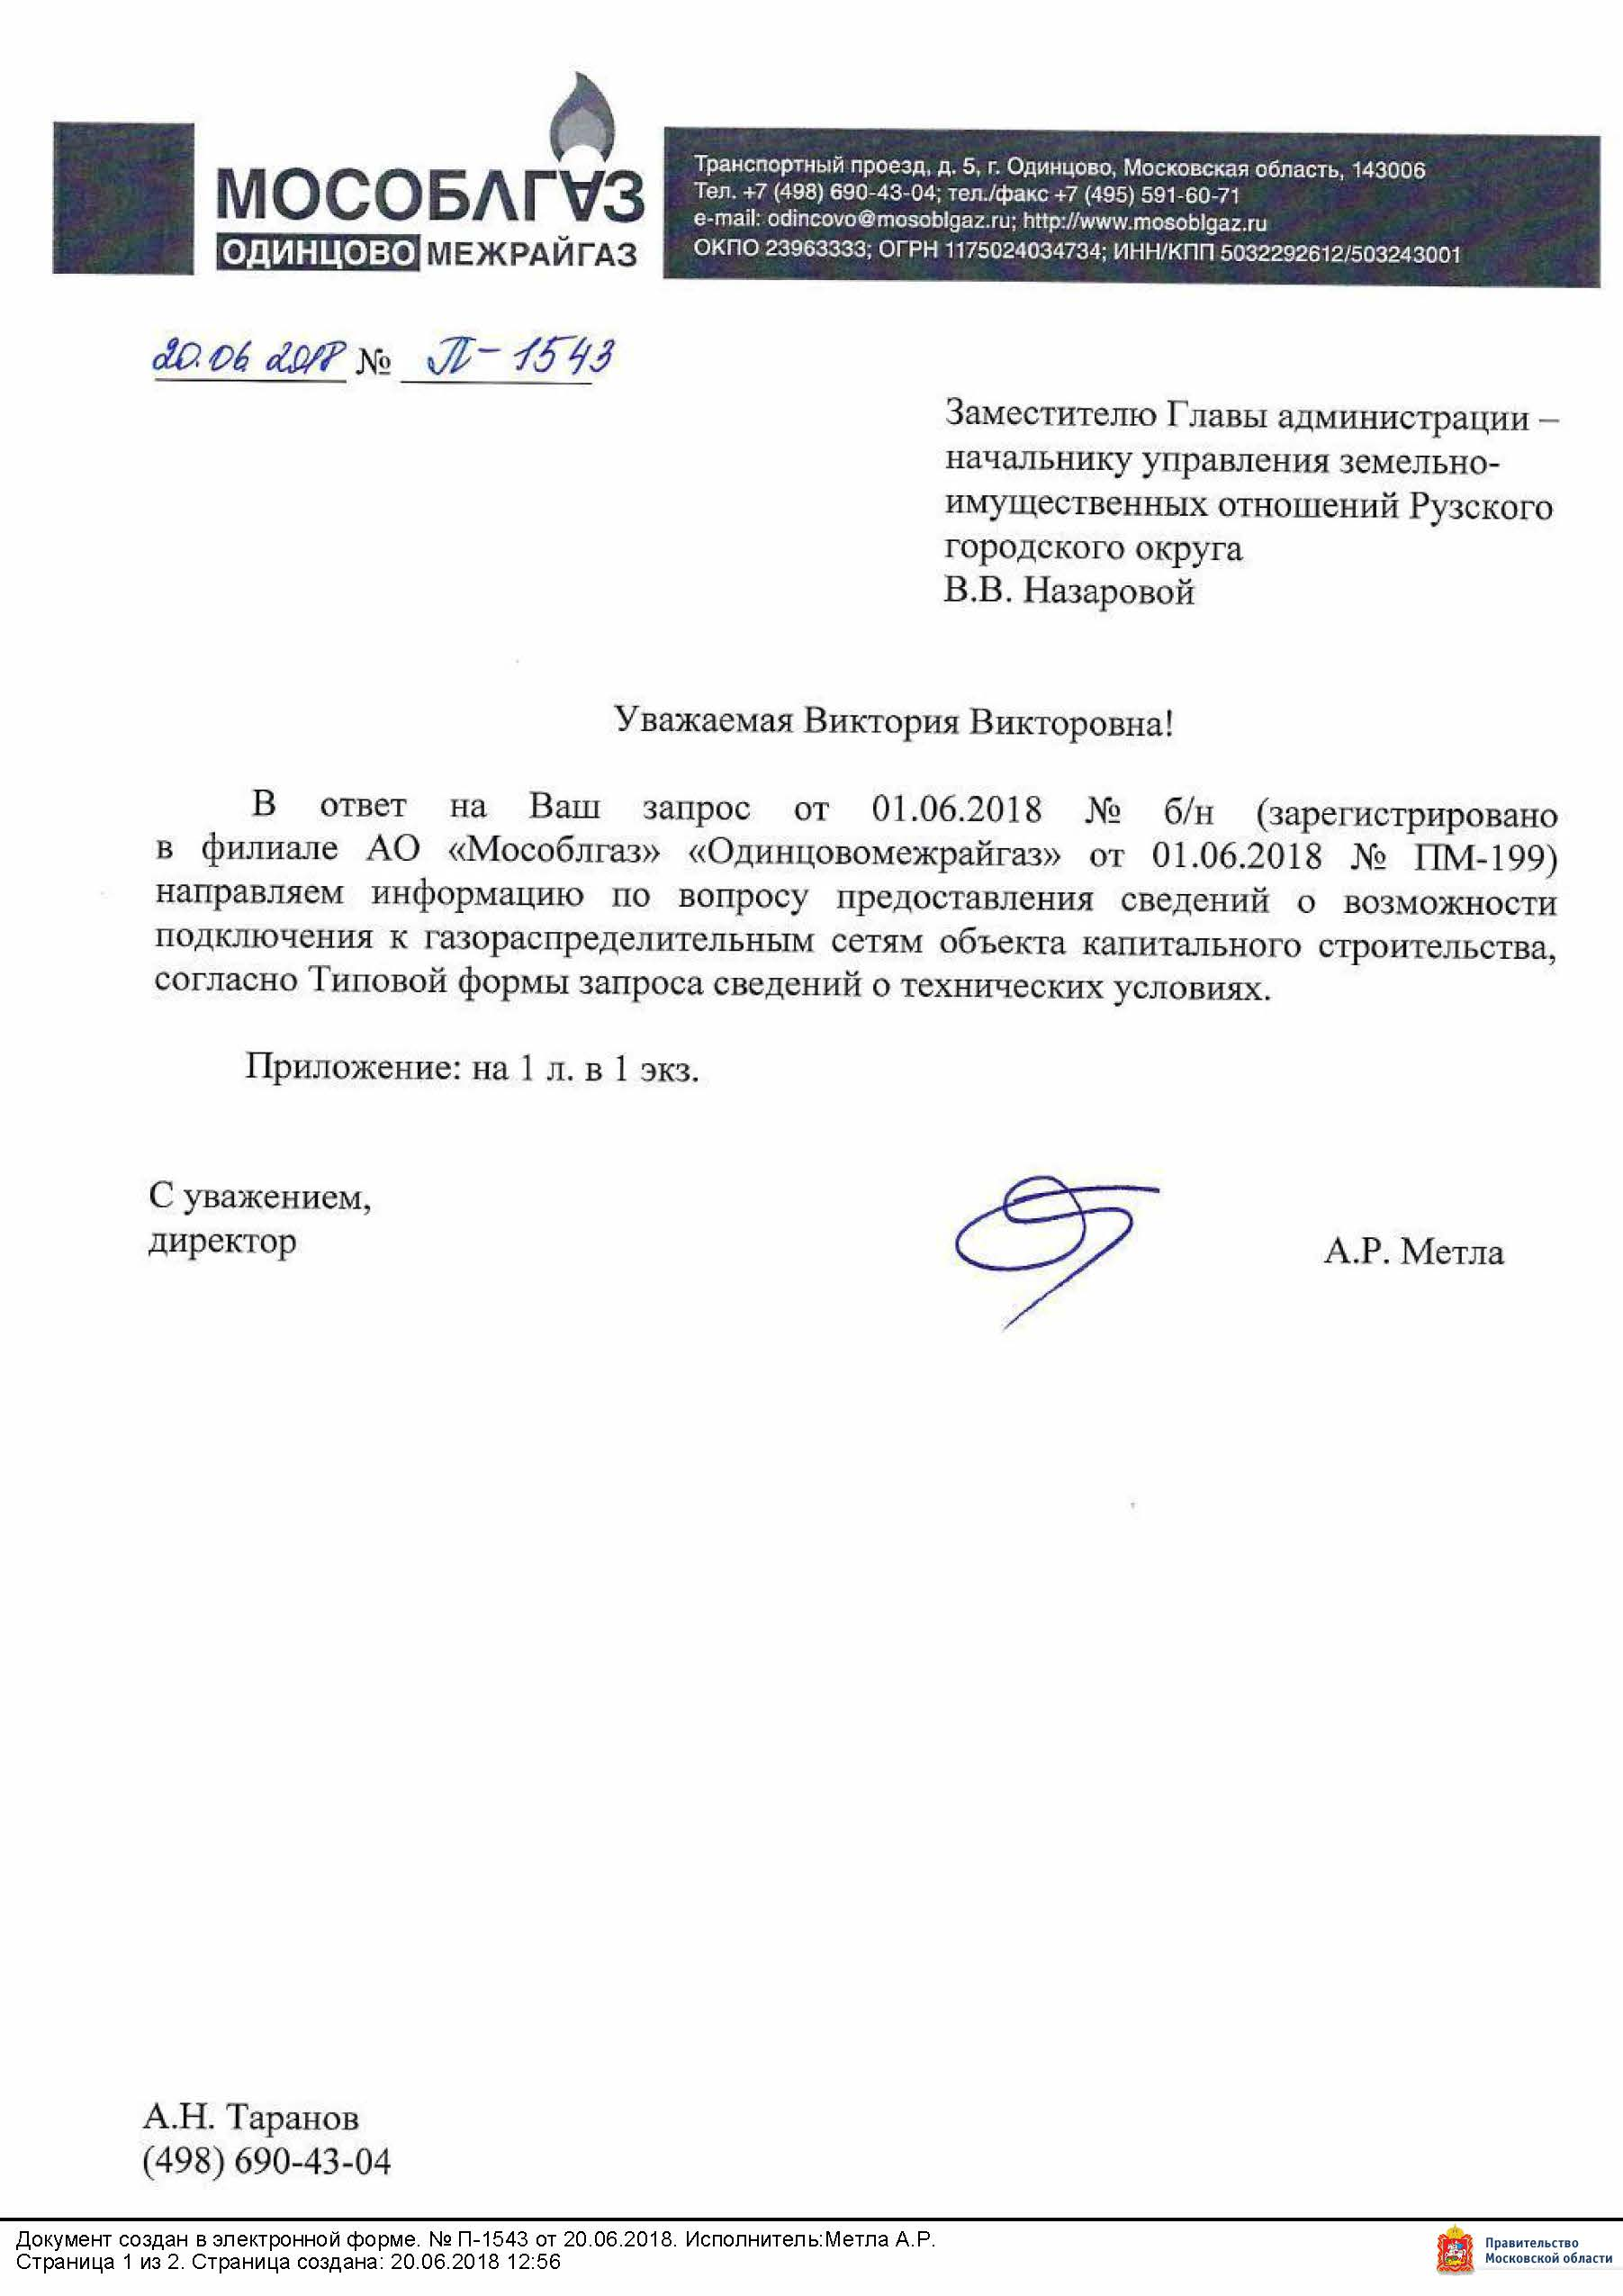 МОСОБЛГАЗ
ОДИНЦОВО МЕЖРАЙГАЗ
Транспортный проезд, д. 5, г. Одинцово, Московская область, 143006
Тел. +7 (498) 690-43-04; тел./факс +7 (495) 591-60-71
e-mail: odincovo@mosoblgaz.ru; http://www.mosoblgaz.ru
ОКПО 23963333; ОГРН 1175024034734; ИНН/КПП 5032292612/503243001
20.06 2018 № П-1543
Заместителю Главы администрации –
начальнику управления земельно-
имущественных отношений Рузского
городского округа
В.В. Назаровой
Уважаемая Виктория Викторовна!
В ответ на Ваш запрос от 01.06.2018 № б/н (зарегистрировано
в филиале АО «Мособлгаз» «Одинцовомежрайгаз» от 01.06.2018 № ПМ-199)
направляем информацию по вопросу предоставления сведений о возможности
подключения к газораспределительным сетям объекта капитального строительства,
согласно Типовой формы запроса сведений о технических условиях.
Приложение: на 1 л. в 1 экз.
С уважением,
директор
А.Р. Метла
А.Н. Таранов
(498) 690-43-04
Документ создан в электронной форме. № П-1543 от 20.06.2018. Исполнитель:Метла А.Р.
Страница 1 из 2. Страница создана: 20.06.2018 12:56
Правительство
Московской области